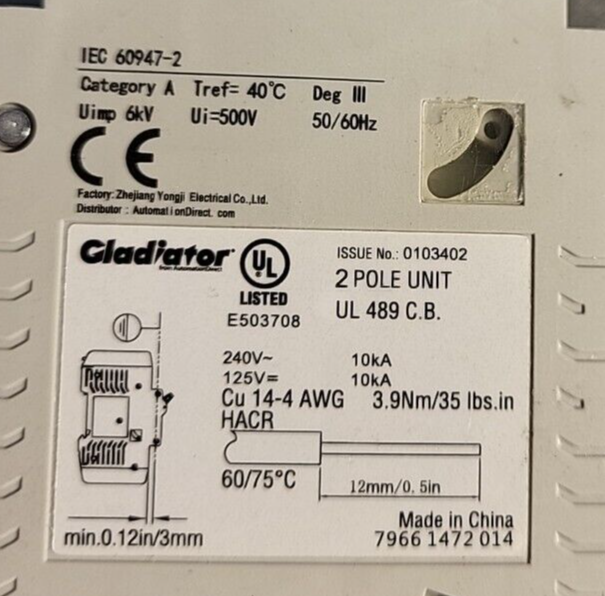 IEC 60947-2
Category A Tref= 40℃ Deg III
Uimp 6kV Ui=500V 50/60Hz
CE
Factory: Zhejiang Yongji Electrical Co.,Ltd.
Distributor : AutomationDirect. com
Gladiator
from AutomationDirect
UL
LISTED
E503708
ISSUE No.: 0103402
2 POLE UNIT
UL 489 C.B.
240V~ 10kA
125V= 10kA
Cu 14-4 AWG 3.9Nm/35 lbs.in
HACR
60/75°C
12mm/0.5in
min.0.12in/3mm
Made in China
7966 1472 014